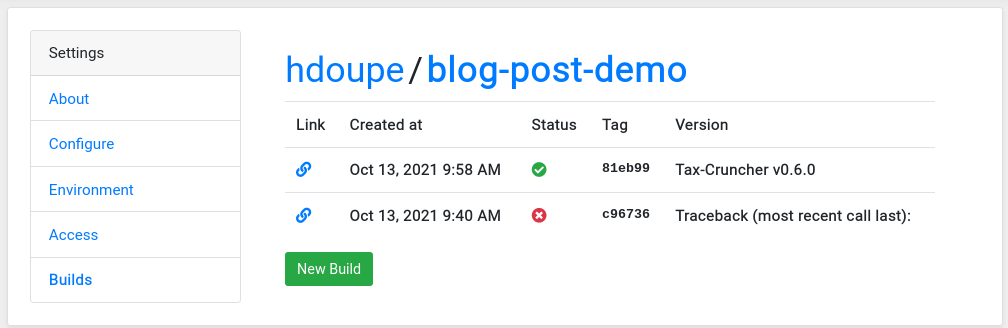 Settings
About
Configure
Environment
Access
Builds
hdoupe/blog-post-demo
Link Created at Status Tag Version
Oct 13, 2021 9:58 AM 81eb99 Tax-Cruncher v0.6.0
Oct 13, 2021 9:40 AM c96736 Traceback (most recent call last):
New Build